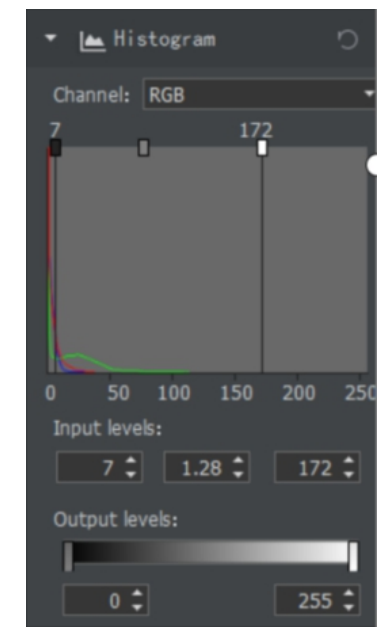 Histogram
Channel: RGB
7 172
0 50 100 150 200 250
Input levels:
7 1.28 172
Output levels:
0 255